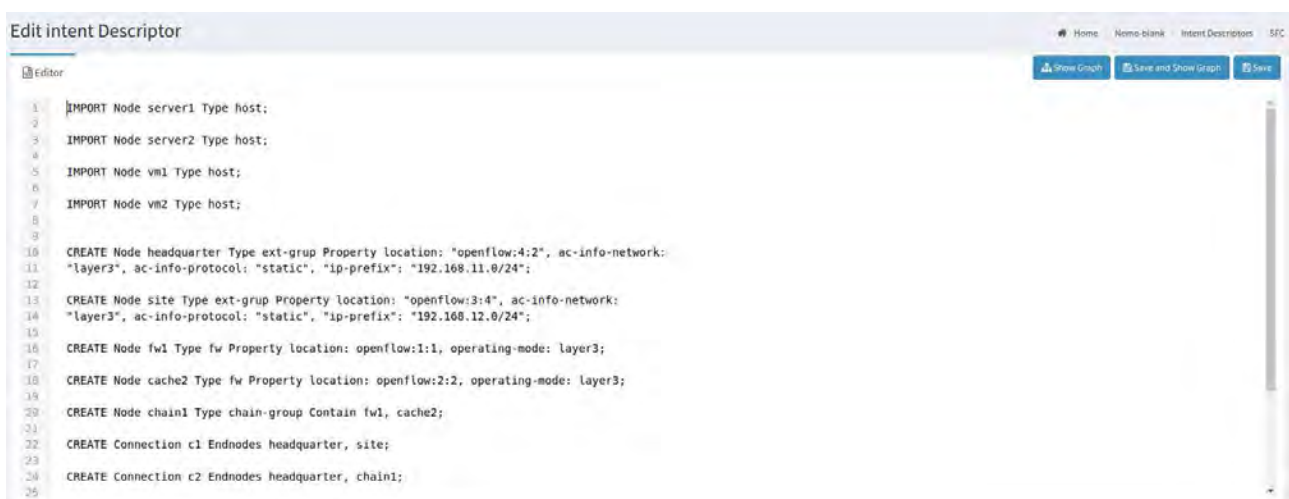 Edit intent Descriptor
Home Nemo-blank Intent Descriptors SFC
Editor
Show Graph Save and Show Graph Save
1 IMPORT Node server1 Type host;
2
3 IMPORT Node server2 Type host;
4
5 IMPORT Node vm1 Type host;
6
7 IMPORT Node vm2 Type host;
8
9
10 CREATE Node headquarter Type ext-grup Property location: "openflow:4:2", ac-info-network:
11 "layer3", ac-info-protocol: "static", "ip-prefix": "192.168.11.0/24";
12
13 CREATE Node site Type ext-grup Property location: "openflow:3:4", ac-info-network:
14 "layer3", ac-info-protocol: "static", "ip-prefix": "192.168.12.0/24";
15
16 CREATE Node fw1 Type fw Property location: openflow:1:1, operating-mode: layer3;
17
18 CREATE Node cache2 Type fw Property location: openflow:2:2, operating-mode: layer3;
19
20 CREATE Node chain1 Type chain-group Contain fw1, cache2;
21
22 CREATE Connection c1 Endnodes headquarter, site;
23
24 CREATE Connection c2 Endnodes headquarter, chain1;
25